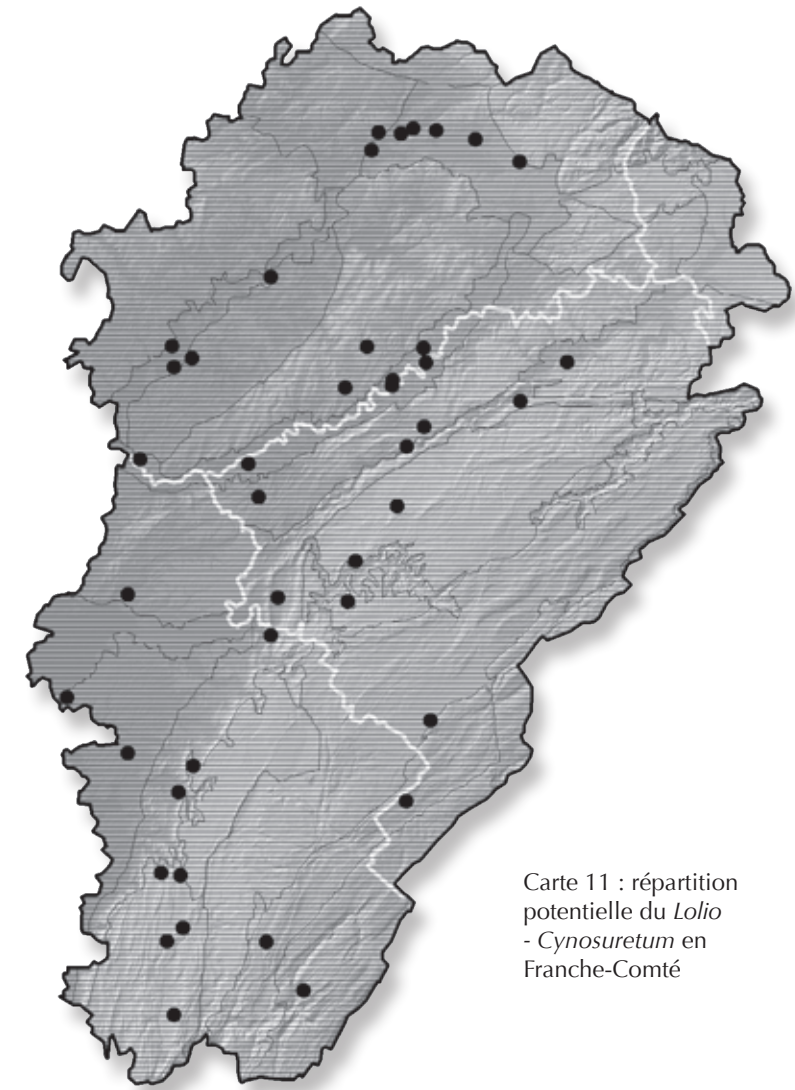 Carte 11 : répartition
potentielle du Lolio
- Cynosuretum en
Franche-Comté